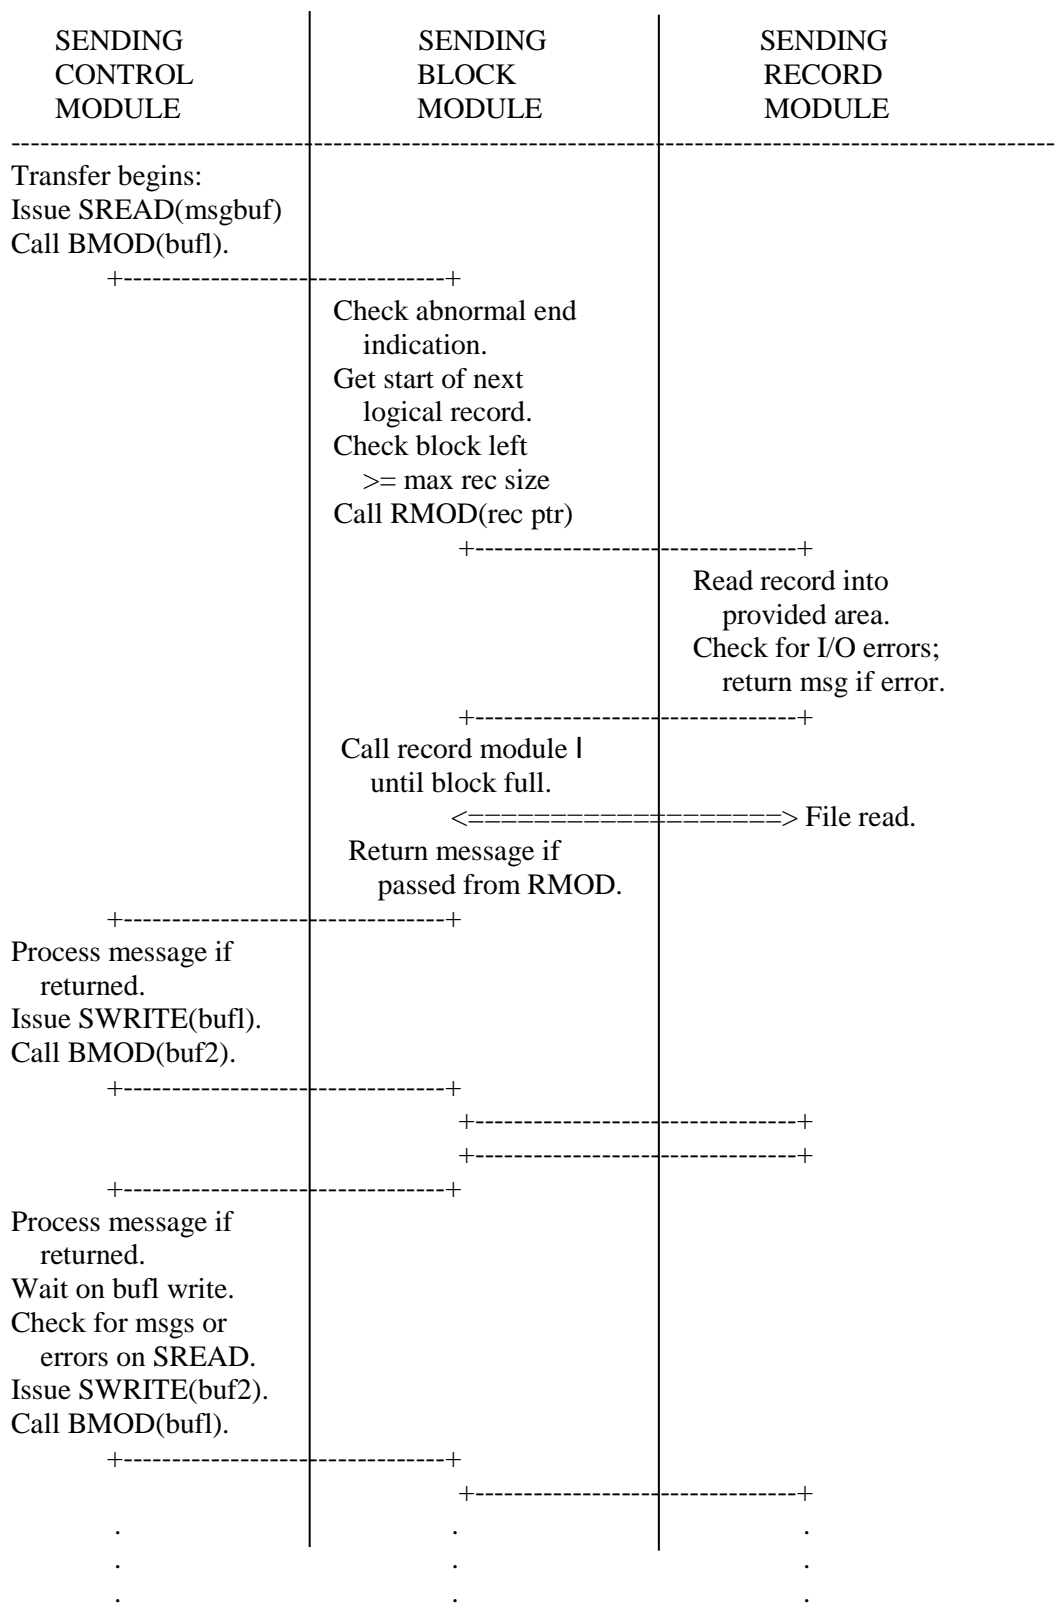 SENDING SENDING SENDING
CONTROL BLOCK RECORD
MODULE MODULE MODULE
Transfer begins:
Issue SREAD(msgbuf)
Call BMOD(bufl).
Check abnormal end
indication.
Get start of next
logical record.
Check block left
>= max rec size
Call RMOD(rec ptr)
Read record into
provided area.
Check for I/O errors;
return msg if error.
Call record module l
until block full.
<====================> File read.
Return message if
passed from RMOD.
Process message if
returned.
Issue SWRITE(bufl).
Call BMOD(buf2).
Process message if
returned.
Wait on bufl write.
Check for msgs or
errors on SREAD.
Issue SWRITE(buf2).
Call BMOD(bufl).
. . .
. . .
. . .